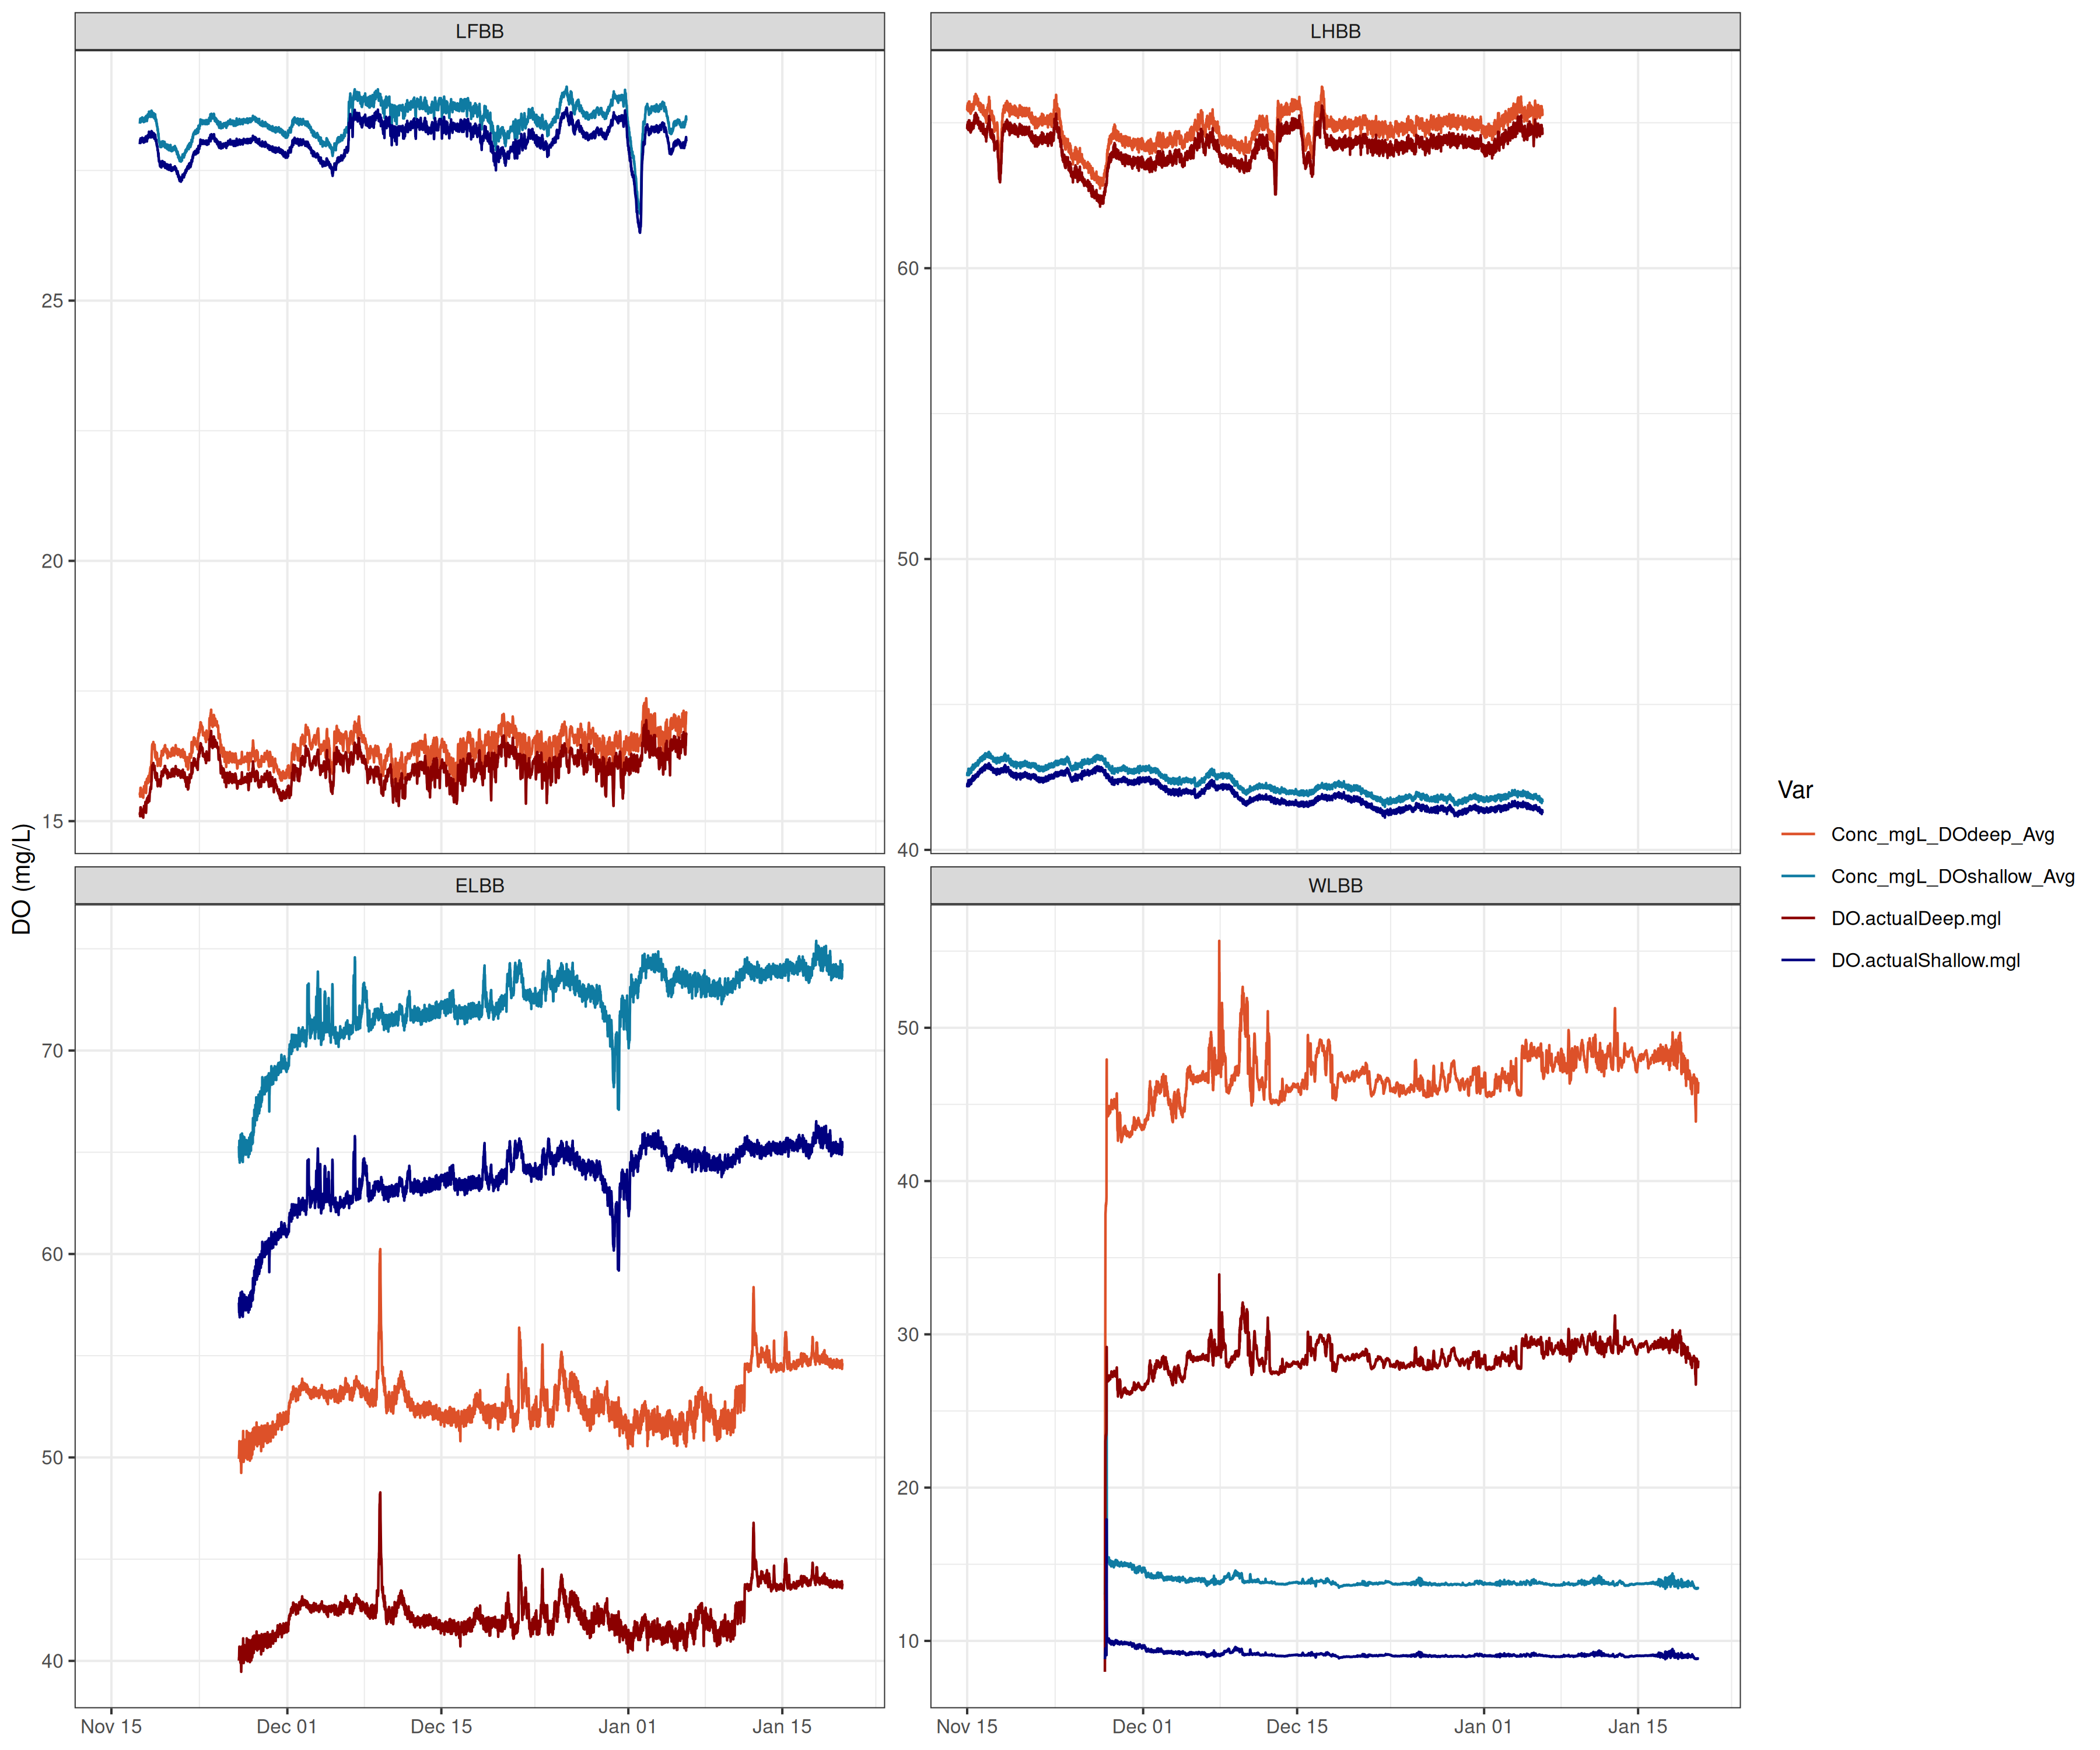 LFBB
LHBB
25
20
15
60
50
40
DO (mg/L)
ELBB
WLBB
70
60
50
40
50
40
30
20
10
Nov 15 Dec 01 Dec 15 Jan 01 Jan 15
Nov 15 Dec 01 Dec 15 Jan 01 Jan 15
Var
Conc_mgL_DOdeep_Avg
Conc_mgL_DOshallow_Avg
DO.actualDeep.mgl
DO.actualShallow.mgl